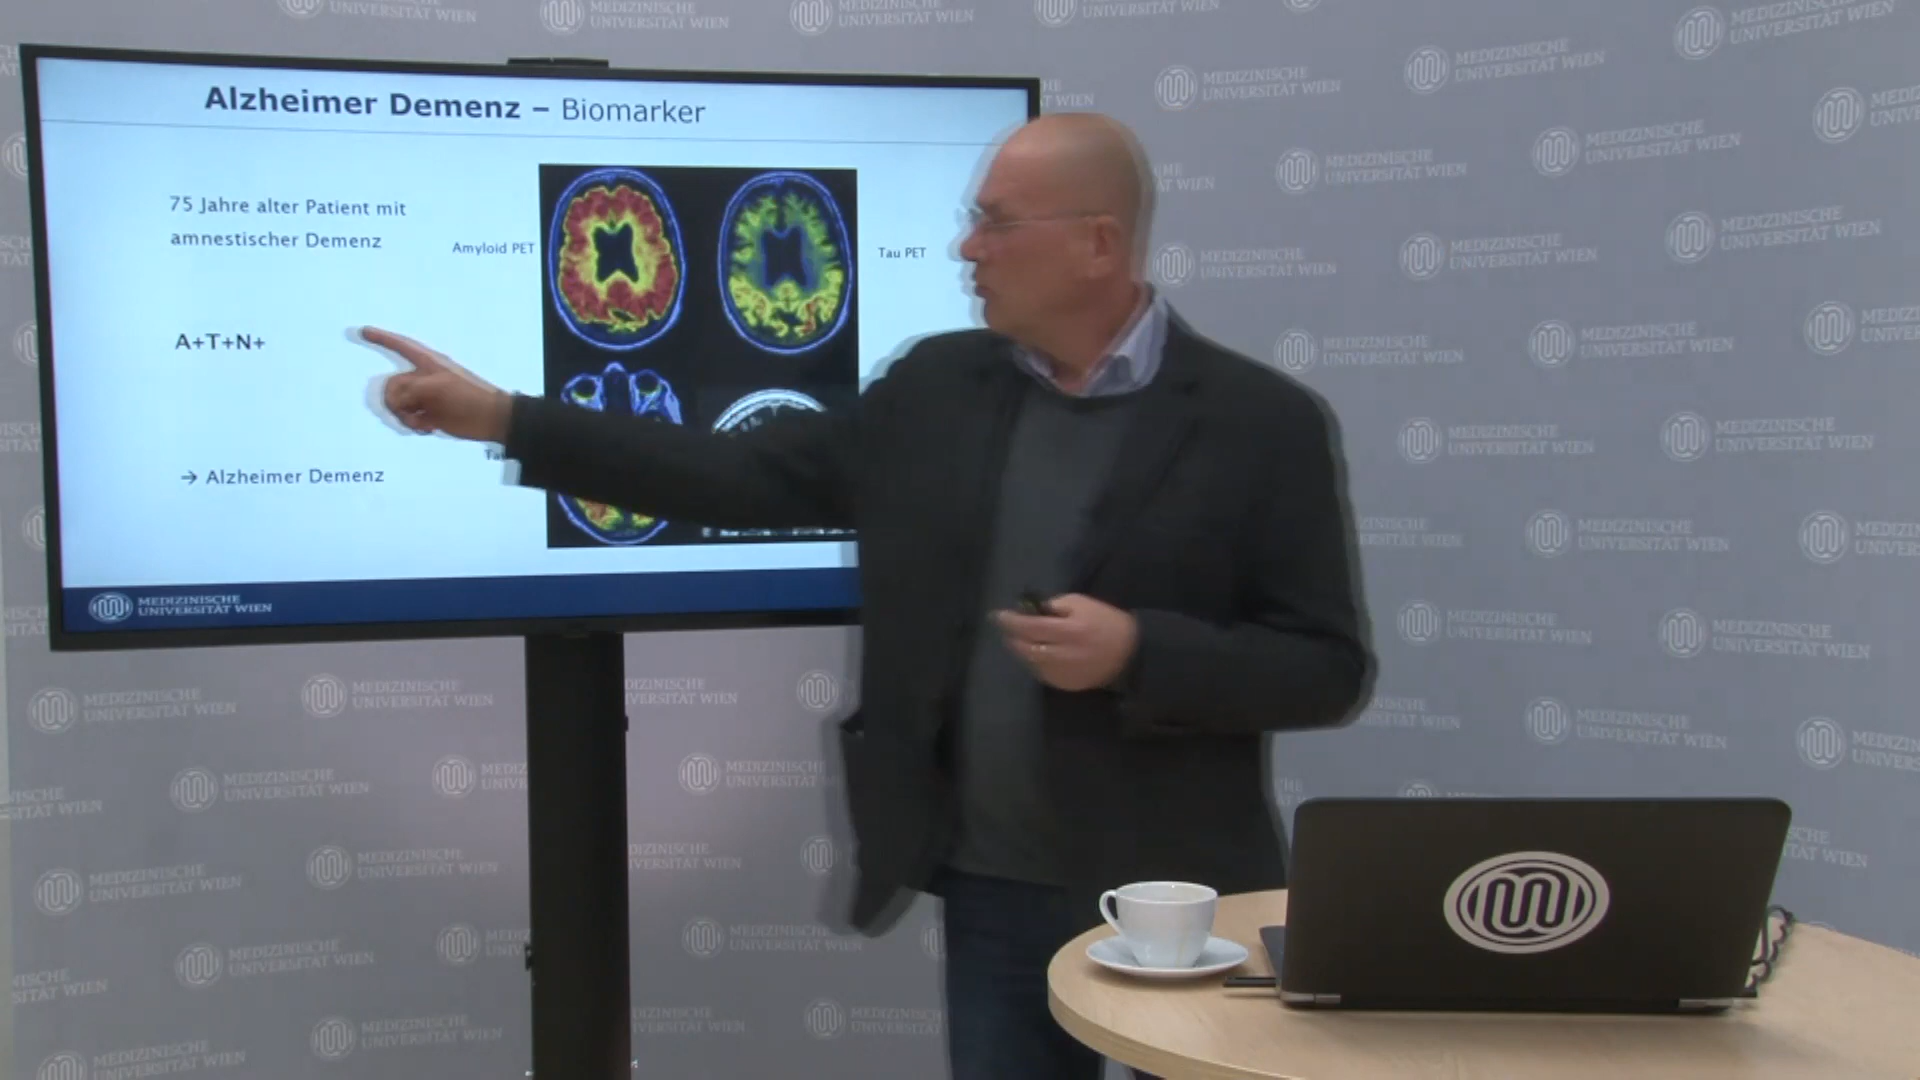 Alzheimer Demenz – Biomarker
75 Jahre alter Patient mit
amnestischer Demenz
Amyloid PET
Tau PET
A+T+N+
→ Alzheimer Demenz
MEDIZINISCHE
UNIVERSITÄT WIEN